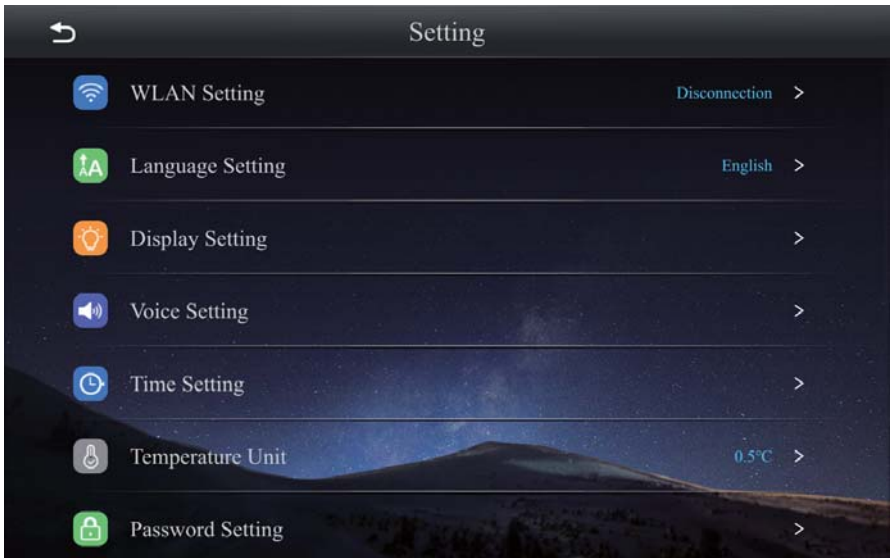 Setting
WLAN Setting Disconnection >
Language Setting English >
Display Setting >
Voice Setting >
Time Setting >
Temperature Unit 0.5℃ >
Password Setting >